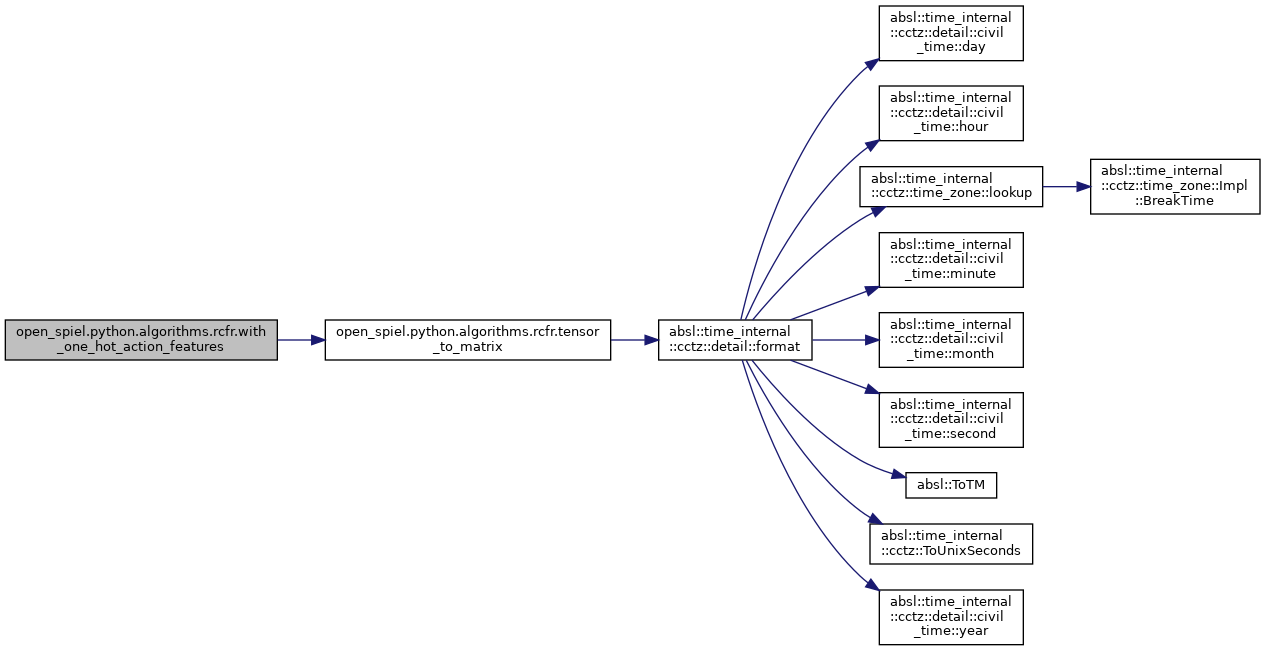 open_spiel.python.algorithms.rcfr.with
_one_hot_action_features
open_spiel.python.algorithms.rcfr.tensor
_to_matrix
absl::time_internal
::cctz::detail::format
absl::time_internal
::cctz::detail::civil
_time::day
absl::time_internal
::cctz::detail::civil
_time::hour
absl::time_internal
::cctz::time_zone::lookup
absl::time_internal
::cctz::time_zone::Impl
::BreakTime
absl::time_internal
::cctz::detail::civil
_time::minute
absl::time_internal
::cctz::detail::civil
_time::month
absl::time_internal
::cctz::detail::civil
_time::second
absl::ToTM
absl::time_internal
::cctz::ToUnixSeconds
absl::time_internal
::cctz::detail::civil
_time::year